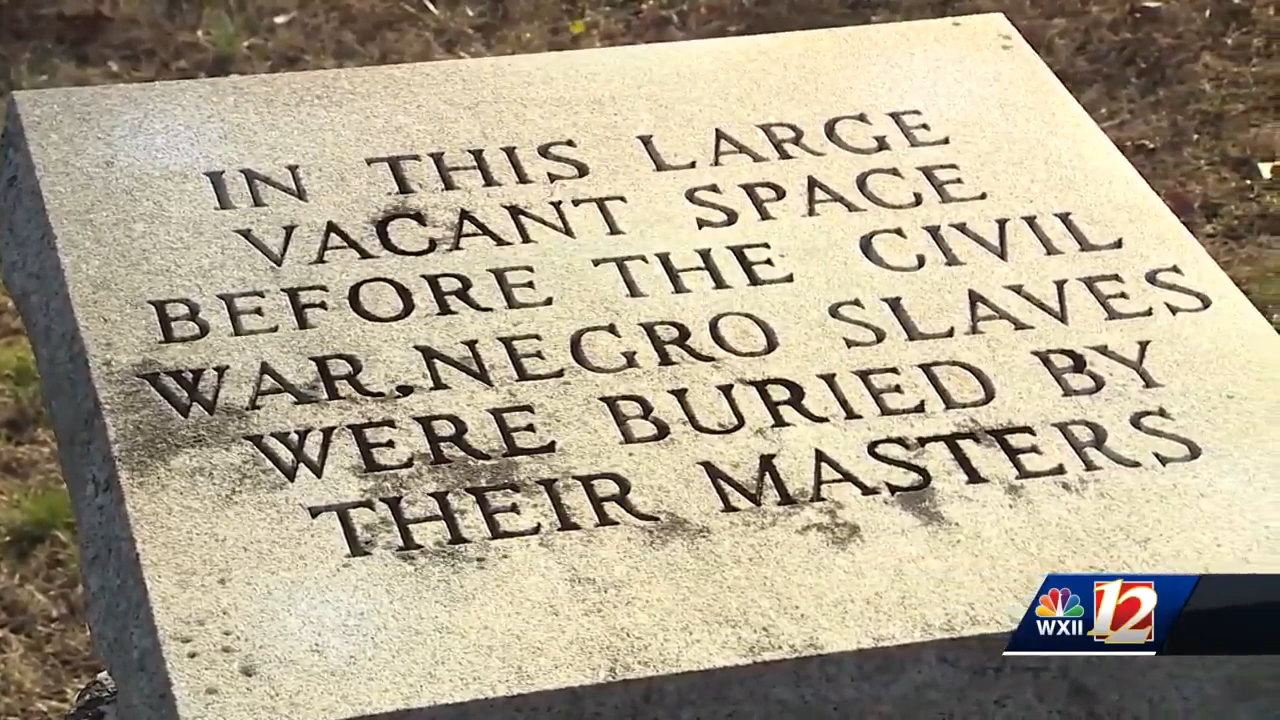 IN THIS LARGE
VACANT SPACE
BEFORE THE CIVIL
WAR,NEGRO SLAVES
WERE BURIED BY
THEIR MASTERS
WXII 12